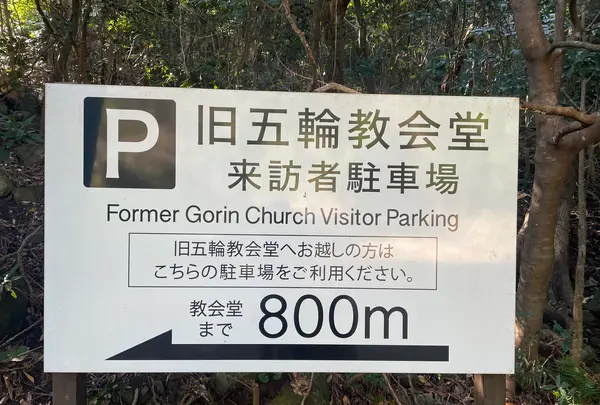 P 旧五輪教会堂
来訪者駐車場
Former Gorin Church Visitor Parking
旧五輪教会堂へお越しの方は
こちらの駐車場をご利用ください。
教会堂
まで 800m